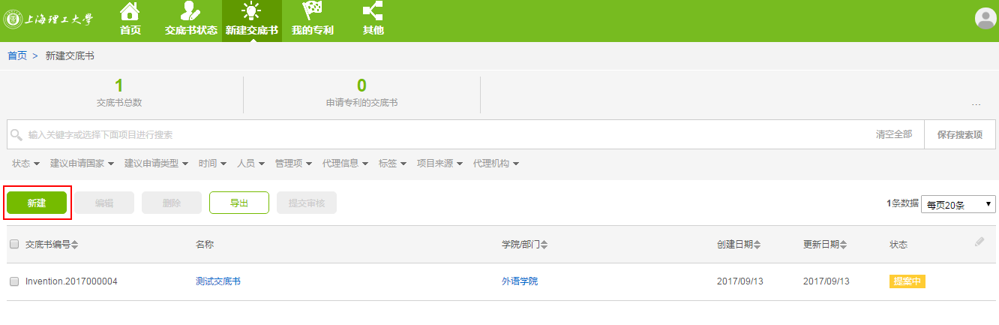 上海理工大學
首页 交底书状态 新建交底书 我的专利 其他
首页 > 新建交底书
1 0
交底书总数 申请专利的交底书 ...
输入关键字或选择下面项目进行搜索 清空全部 保存搜索项
状态 建议申请国家 建议申请类型 时间 人员 管理项 代理信息 标签 项目来源 代理机构
新建 编辑 删除 导出 提交审核 1条数据 每页20条
交底书编号 名称 学院/部门 创建日期 更新日期 状态
Invention.2017000004 测试交底书 外语学院 2017/09/13 2017/09/13 提案中